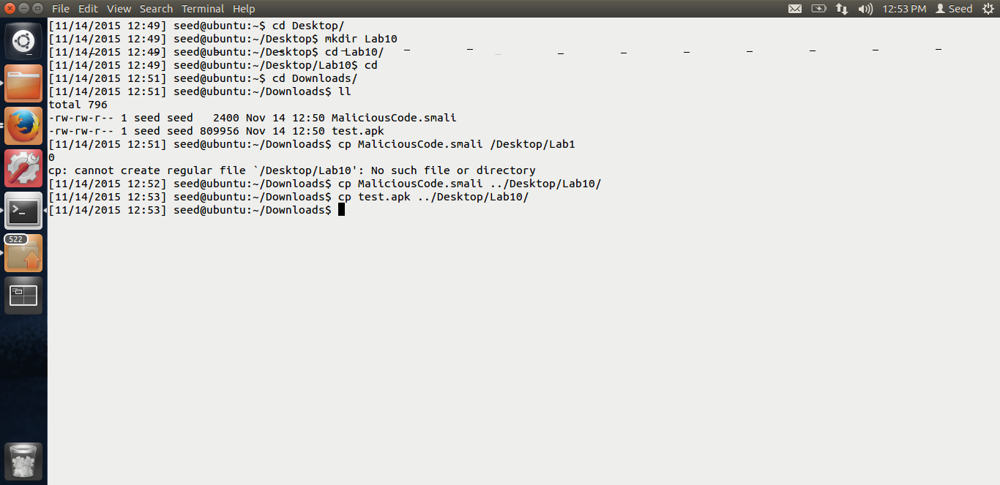 File Edit View Search Terminal Help 12:53 PM Seed
[11/14/2015 12:49] seed@ubuntu:~$ cd Desktop/
[11/14/2015 12:49] seed@ubuntu:~/Desktop$ mkdir Lab10
[11/14/2015 12:49] seed@ubuntu:~/Desktop$ cd Lab10/
[11/14/2015 12:49] seed@ubuntu:~/Desktop/Lab10$ cd
[11/14/2015 12:51] seed@ubuntu:~$ cd Downloads/
[11/14/2015 12:51] seed@ubuntu:~/Downloads$ ll
total 796
-rw-rw-r-- 1 seed seed   2400 Nov 14 12:50 MaliciousCode.smali
-rw-rw-r-- 1 seed seed 809956 Nov 14 12:50 test.apk
[11/14/2015 12:51] seed@ubuntu:~/Downloads$ cp MaliciousCode.smali /Desktop/Lab1
0
cp: cannot create regular file `/Desktop/Lab10': No such file or directory
[11/14/2015 12:52] seed@ubuntu:~/Downloads$ cp MaliciousCode.smali ../Desktop/Lab10/
[11/14/2015 12:53] seed@ubuntu:~/Downloads$ cp test.apk ../Desktop/Lab10/
[11/14/2015 12:53] seed@ubuntu:~/Downloads$
522